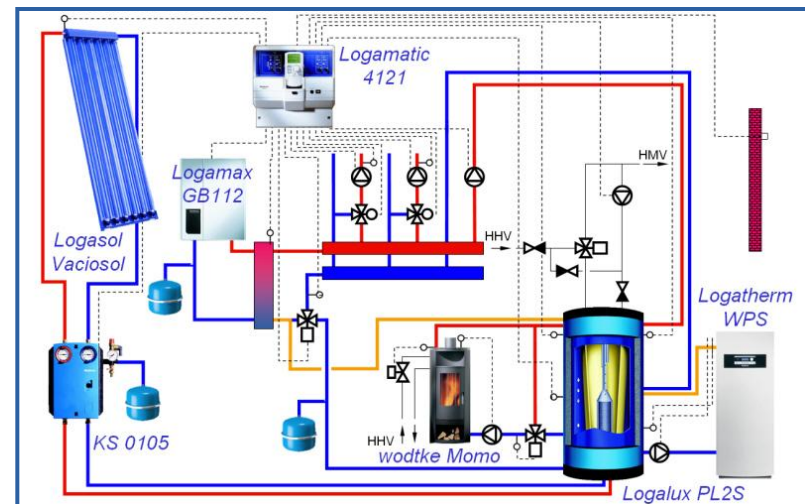 Logamatic
4121
Logamax
GB112
HMV
Logasol
Vaciosol
HHV
Logatherm
WPS
KS 0105
HHV
wodtke Momo
Logalux PL2S